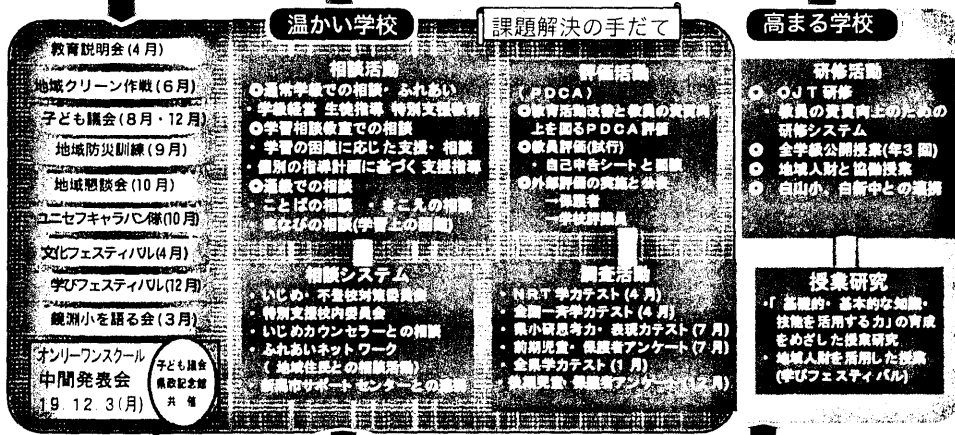 温かい学校
課題解決の手だて
高まる学校
教育説明会(4月)
地域クリーン作戦(6月)
子ども議会(8月・12月)
地域防災訓練(9月)
地域懇談会(10月)
ユニセフキャラバン隊(10月)
文化フェスティバル(4月)
学びフェスティバル(12月)
鏡淵小を語る会(3月)
オンリーワンスクール
中間発表会
19.12.3(月)
子ども議会
県政記念館
共催
相談活動
○通常学級での相談・ふれあい
学級経営 生徒指導 特別支援教育
○学習相談教室での相談
・学習の困難に応じた支援・相談
・個別の指導計画に基づく支援指導
○通級での相談
・ことばの相談 ・きこえの相談
まなびの相談(学習上の困難)
相談システム
・いじめ・不登校対策委員会
・特別支援校内委員会
・いじめカウンセラーとの相談
・ふれあいネットワーク
(地域住民との相談活動)
・新潟市サポートセンターとの連携
評価活動
(PDCA)
○教育活動改善と教員の資質向
上を図るPDCA評価
○教員評価(試行)
・自己申告シートと面談
○外部評価の実施と公表
―保護者
―学校評議員
調査活動
・NRT学力テスト(4月)
・全国一斉学力テスト(4月)
・県小研思考力・表現力テスト(7月)
・前期児童・保護者アンケート(7月)
・全県学力テスト(1月)
・後期児童・保護者アンケート(12月)
研修活動
○ OJT研修
・教員の資質向上のための
研修システム
○ 全学級公開授業(年3回)
○ 地域人財と協働授業
○ 白山小、白新中との連携
授業研究
・「基礎的・基本的な知識・
技能を活用する力」の育成
をめざした授業研究
・地域人財を活用した授業
(学びフェスティバル)